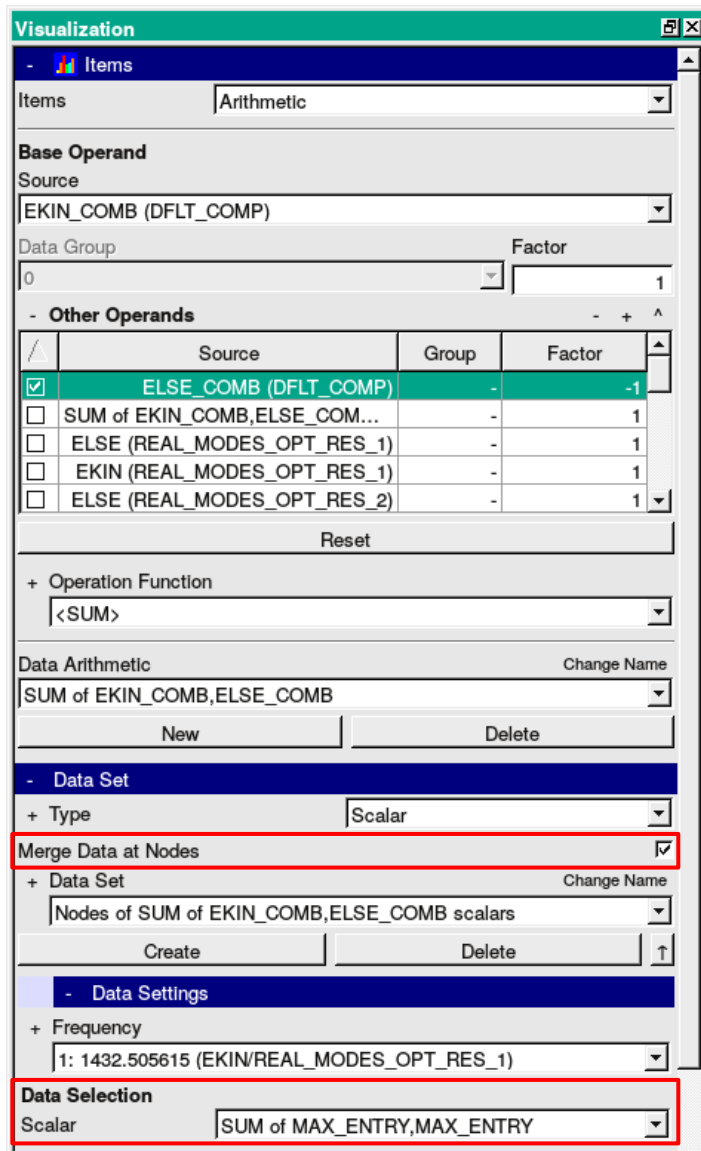 Visualization
- Items
Items Arithmetic
Base Operand
Source
EKIN_COMB (DFLT_COMP)
Data Group Factor
0 1
- Other Operands - + ^
Source Group Factor
ELSE_COMB (DFLT_COMP) - -1
SUM of EKIN_COMB,ELSE_COM... - 1
ELSE (REAL_MODES_OPT_RES_1) - 1
EKIN (REAL_MODES_OPT_RES_1) - 1
ELSE (REAL_MODES_OPT_RES_2) - 1
Reset
+ Operation Function
<SUM>
Data Arithmetic Change Name
SUM of EKIN_COMB,ELSE_COMB
New Delete
- Data Set
+ Type Scalar
Merge Data at Nodes
+ Data Set Change Name
Nodes of SUM of EKIN_COMB,ELSE_COMB scalars
Create Delete ↑
- Data Settings
+ Frequency
1: 1432.505615 (EKIN/REAL_MODES_OPT_RES_1)
Data Selection
Scalar SUM of MAX_ENTRY,MAX_ENTRY